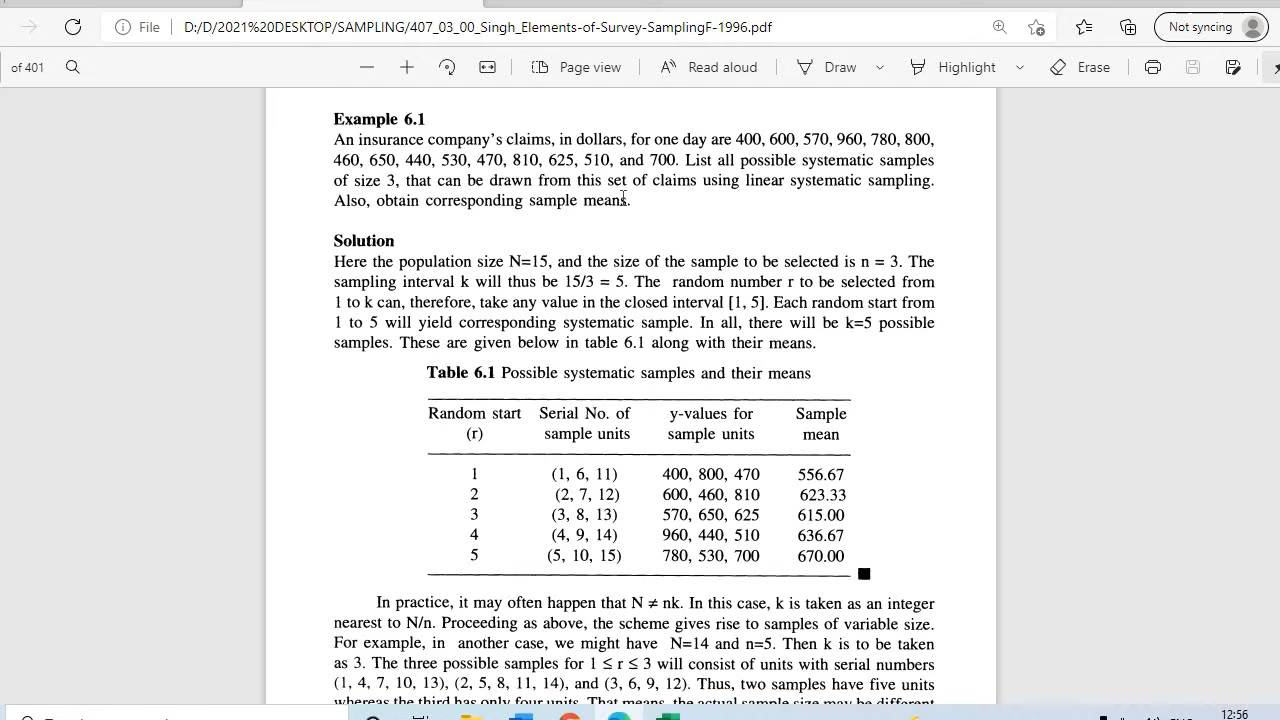 File D:/D/2021%20DESKTOP/SAMPLING/407_03_00_Singh_Elements-of-Survey-SamplingF-1996.pdf Not syncing
of 401 Page view Read aloud Draw Highlight Erase
Example 6.1
An insurance company's claims, in dollars, for one day are 400, 600, 570, 960, 780, 800,
460, 650, 440, 530, 470, 810, 625, 510, and 700. List all possible systematic samples
of size 3, that can be drawn from this set of claims using linear systematic sampling.
Also, obtain corresponding sample means.
Solution
Here the population size N=15, and the size of the sample to be selected is n = 3. The
sampling interval k will thus be 15/3 = 5. The random number r to be selected from
1 to k can, therefore, take any value in the closed interval [1, 5]. Each random start from
1 to 5 will yield corresponding systematic sample. In all, there will be k=5 possible
samples. These are given below in table 6.1 along with their means.
Table 6.1 Possible systematic samples and their means
Random start Serial No. of y-values for Sample
(r) sample units sample units mean
1 (1, 6, 11) 400, 800, 470 556.67
2 (2, 7, 12) 600, 460, 810 623.33
3 (3, 8, 13) 570, 650, 625 615.00
4 (4, 9, 14) 960, 440, 510 636.67
5 (5, 10, 15) 780, 530, 700 670.00
In practice, it may often happen that N ≠ nk. In this case, k is taken as an integer
nearest to N/n. Proceeding as above, the scheme gives rise to samples of variable size.
For example, in another case, we might have N=14 and n=5. Then k is to be taken
as 3. The three possible samples for 1 ≤ r ≤ 3 will consist of units with serial numbers
(1, 4, 7, 10, 13), (2, 5, 8, 11, 14), and (3, 6, 9, 12). Thus, two samples have five units
whereas the third has only four units. That means, the actual sample size may be different
12:56